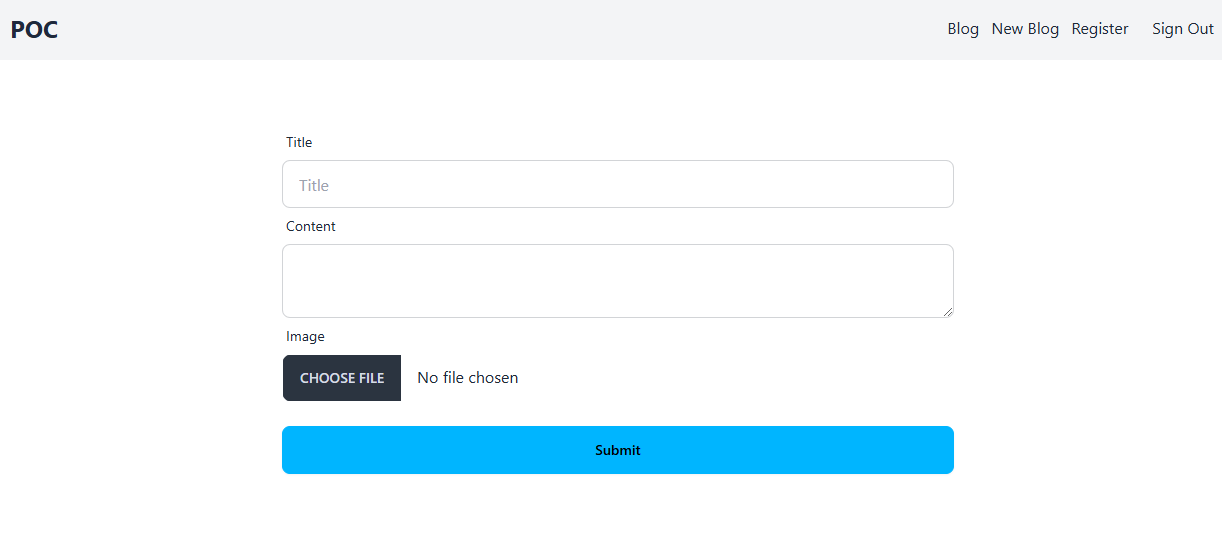 POC
Blog New Blog Register Sign Out
Title
Title
Content
Image
CHOOSE FILE No file chosen
Submit